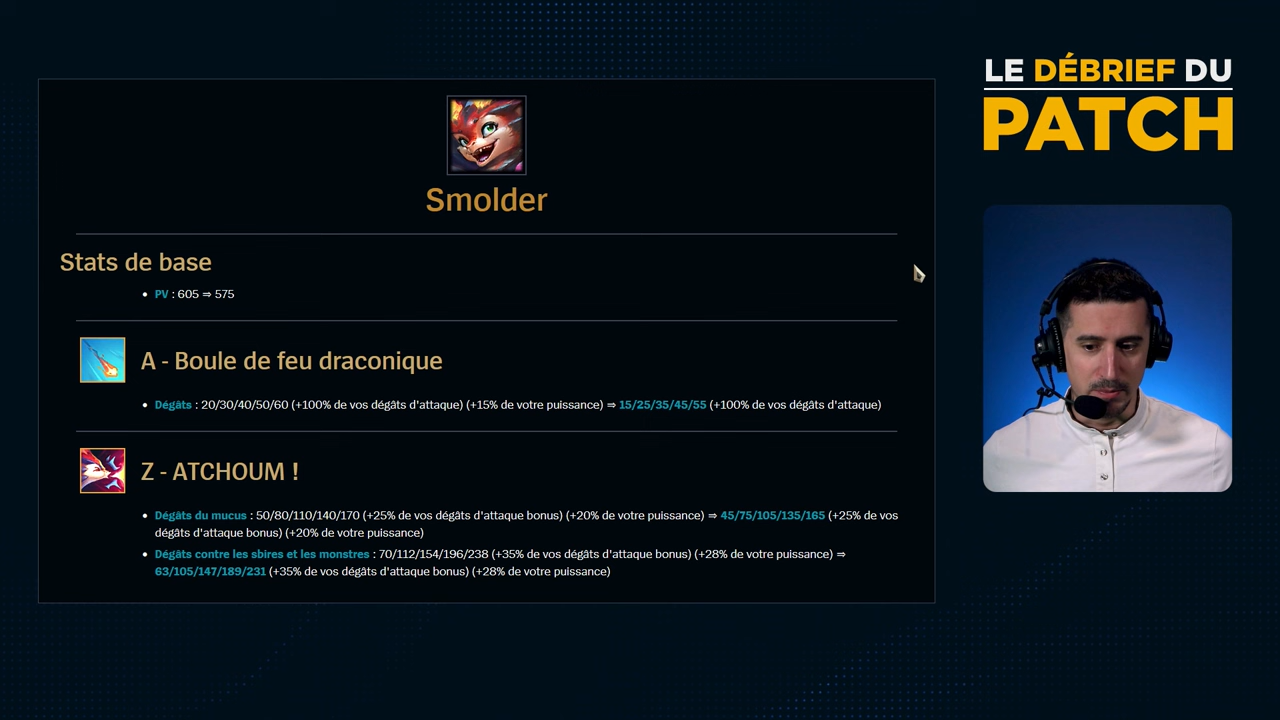 LE DÉBRIEF DU
PATCH
Smolder
Stats de base
• PV : 605 ⇒ 575
A - Boule de feu draconique
• Dégâts : 20/30/40/50/60 (+100% de vos dégâts d'attaque) (+15% de votre puissance) ⇒ 15/25/35/45/55 (+100% de vos dégâts d'attaque)
Z - ATCHOUM !
• Dégâts du mucus : 50/80/110/140/170 (+25% de vos dégâts d'attaque bonus) (+20% de votre puissance) ⇒ 45/75/105/135/165 (+25% de vos
dégâts d'attaque bonus) (+20% de votre puissance)
• Dégâts contre les sbires et les monstres : 70/112/154/196/238 (+35% de vos dégâts d'attaque bonus) (+28% de votre puissance) ⇒
63/105/147/189/231 (+35% de vos dégâts d'attaque bonus) (+28% de votre puissance)